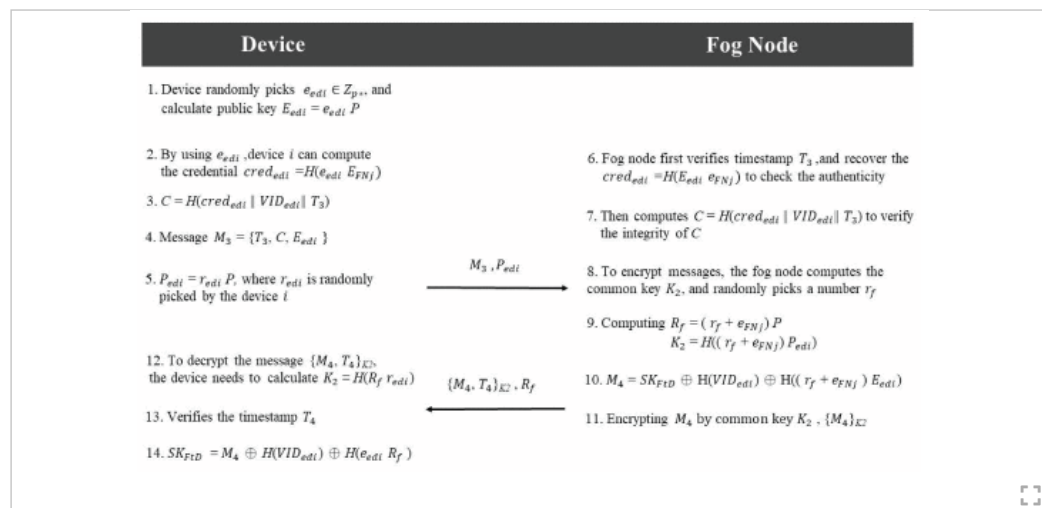 Device
Fog Node
1. Device randomly picks e_edi ∈ Z_p*, and
calculate public key E_edi = e_edi P
2. By using e_edi ,device i can compute
the credential cred_edi =H(e_edi E_FNj)
3. C = H(cred_edi || VID_edi || T_3)
4. Message M_3 = {T_3, C, E_edi }
5. P_edi = r_edi P, where r_edi is randomly
picked by the device i
M_3 , P_edi
6. Fog node first verifies timestamp T_3 ,and recover the
cred_edi =H(E_edi e_FNj) to check the authenticity
7. Then computes C = H(cred_edi || VID_edi || T_3) to verify
the integrity of C
8. To encrypt messages, the fog node computes the
common key K_2, and randomly picks a number r_f
9. Computing R_f = ( r_f + e_FNj) P
K_2 = H(( r_f + e_FNj) P_edi)
10. M_4 = SK_FtD ⊕ H(VID_edi) ⊕ H(( r_f + e_FNj ) E_edi)
11. Encrypting M_4 by common key K_2 , {M_4}_K2
{M_4, T_4}_K2 , R_f
12. To decrypt the message {M_4, T_4}_K2,
the device needs to calculate K_2 = H(R_f r_edi)
13. Verifies the timestamp T_4
14. SK_FtD = M_4 ⊕ H(VID_edi) ⊕ H(e_edi R_f )